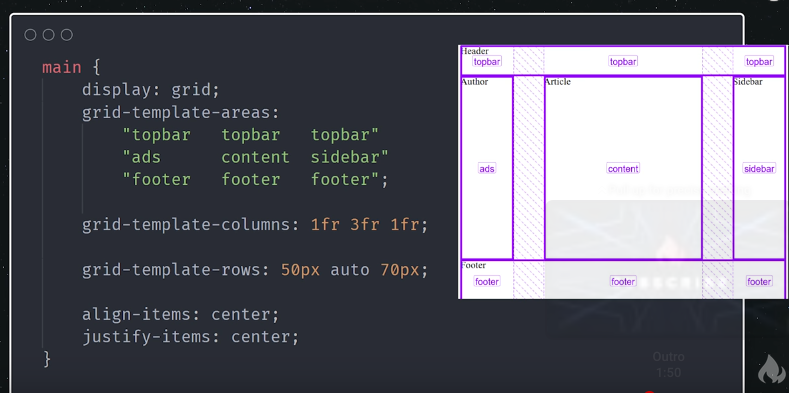 main {
display: grid;
grid-template-areas:
"topbar topbar topbar"
"ads content sidebar"
"footer footer footer";
grid-template-columns: 1fr 3fr 1fr;
grid-template-rows: 50px auto 70px;
align-items: center;
justify-items: center;
}
Header
topbar topbar topbar
Author Article Sidebar
ads content sidebar
Footer
footer footer footer
Outro
1:50